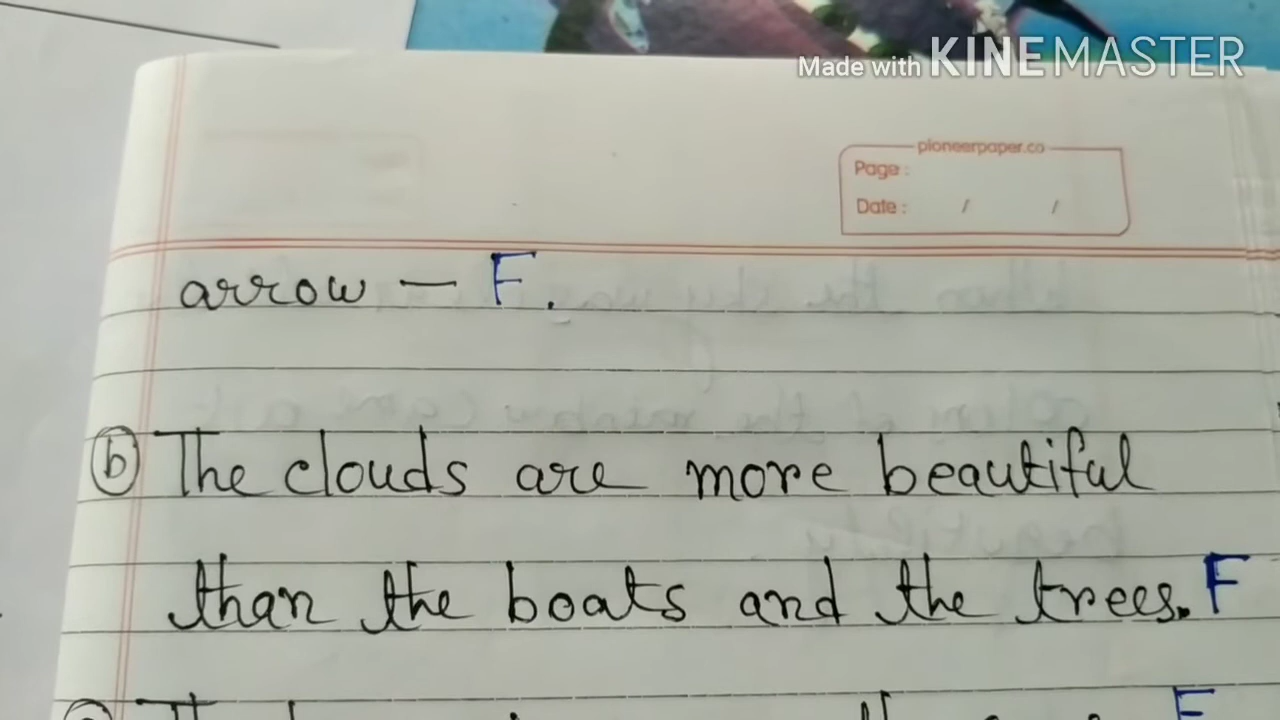 Made with KINEMASTER
pioneerpaper.co
Page :
Date : / /
arrow — F.
(b) The clouds are more beautiful
than the boats and the trees. F